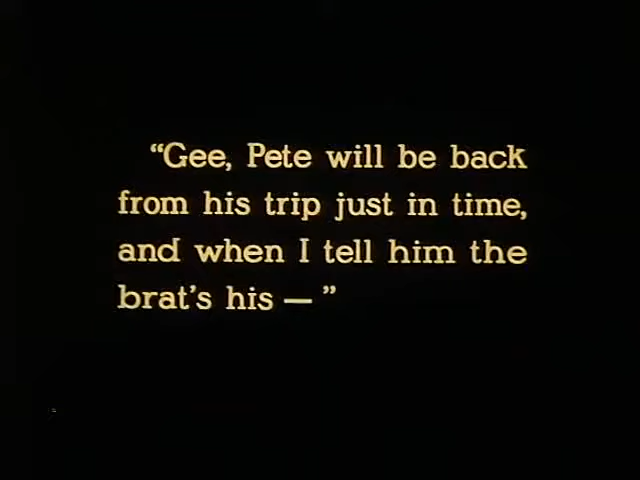 “Gee, Pete will be back
from his trip just in time,
and when I tell him the
brat’s his — ”